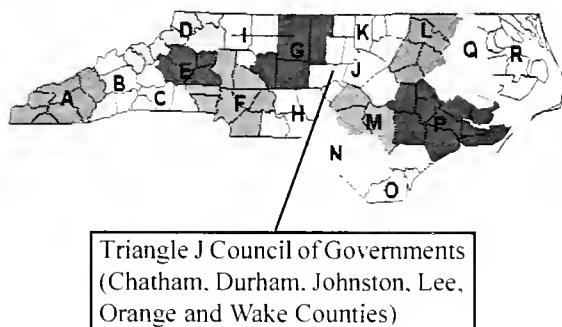 D I G K L Q R
A B E J
C F H M P
N O
Triangle J Council of Governments
(Chatham, Durham, Johnston, Lee,
Orange and Wake Counties)